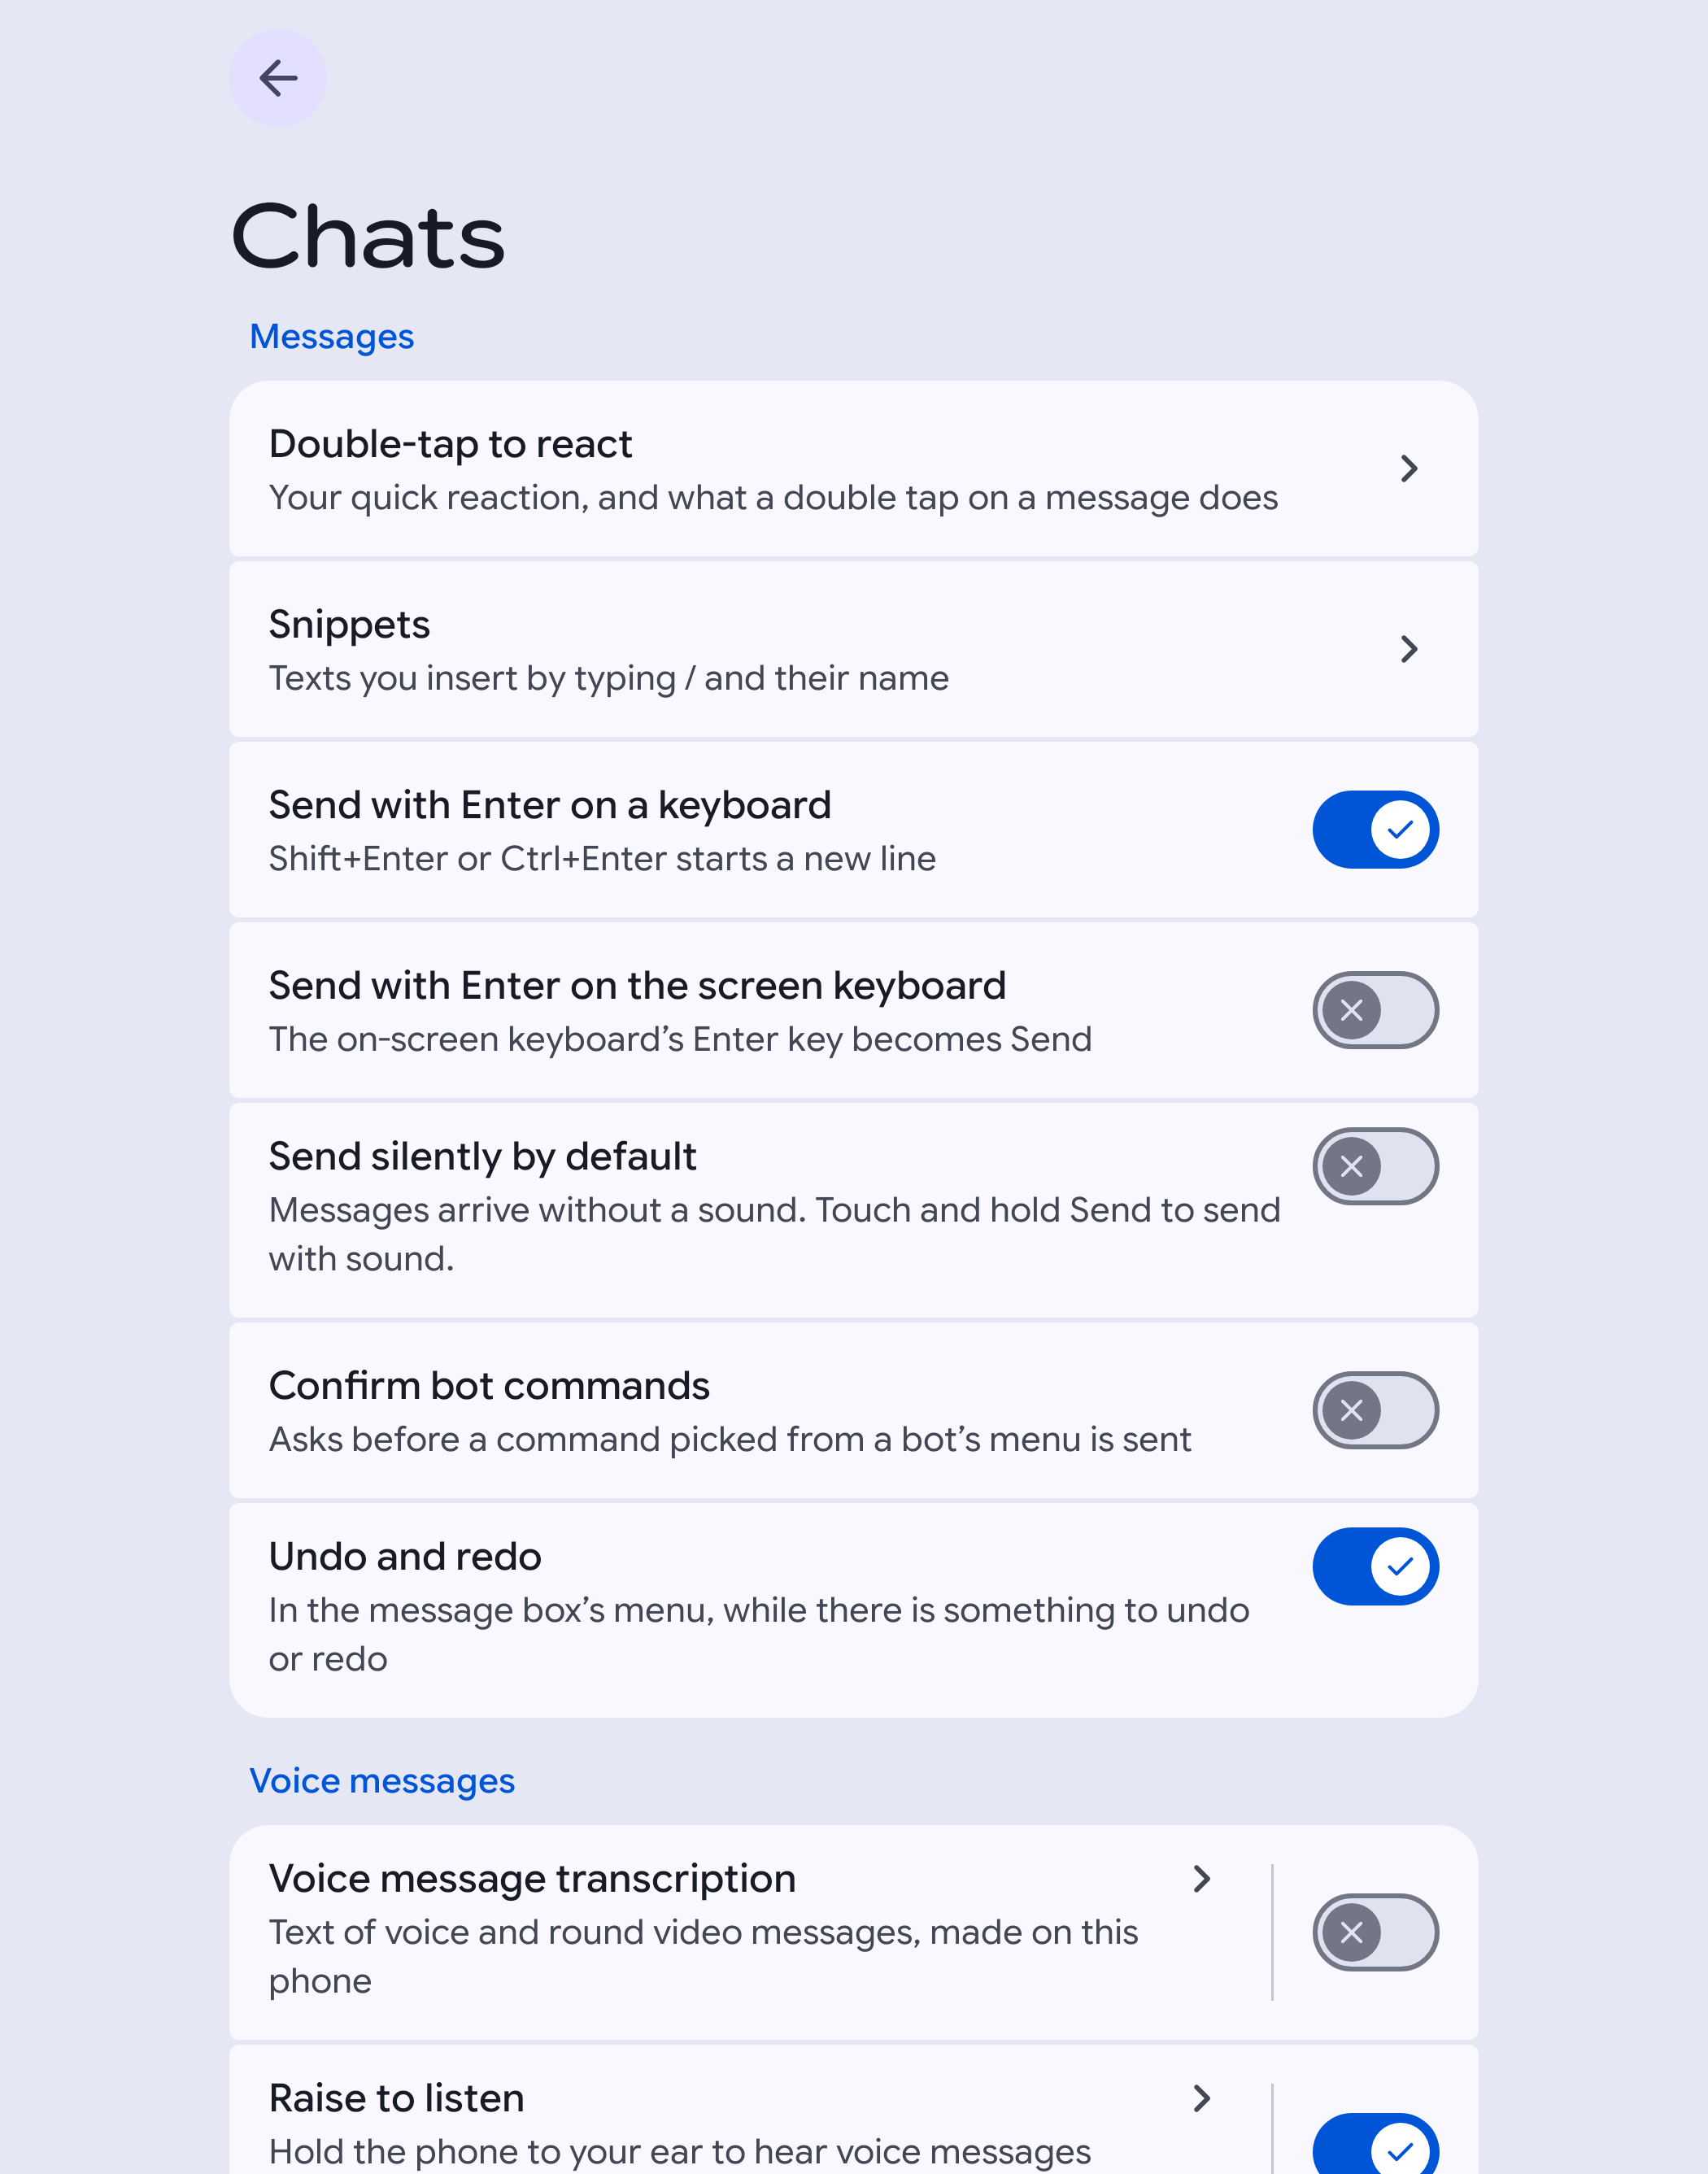 Chats
Messages
Double-tap to react
Your quick reaction, and what a double tap on a message does
Snippets
Texts you insert by typing / and their name
Send with Enter on a keyboard
Shift+Enter or Ctrl+Enter starts a new line
Send with Enter on the screen keyboard
The on-screen keyboard’s Enter key becomes Send
Send silently by default
Messages arrive without a sound. Touch and hold Send to send
with sound.
Confirm bot commands
Asks before a command picked from a bot’s menu is sent
Undo and redo
In the message box’s menu, while there is something to undo
or redo
Voice messages
Voice message transcription
Text of voice and round video messages, made on this
phone
Raise to listen
Hold the phone to your ear to hear voice messages